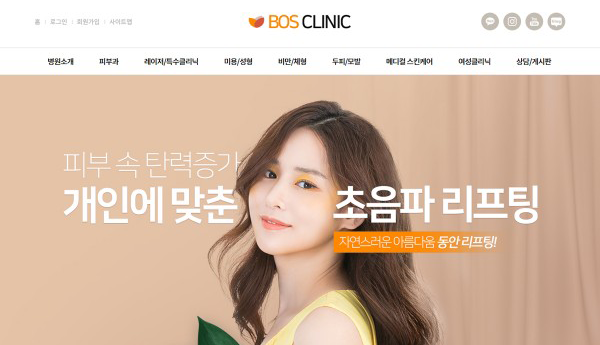 홈 | 로그인 | 회원가입 | 사이트맵
BOS CLINIC
병원소개 피부과 레이저/특수클리닉 미용/성형 비만/체형 두피/모발 메디컬 스킨케어 여성클리닉 상담/게시판
피부 속 탄력증가
개인에 맞춘 초음파 리프팅
자연스러운 아름다움 동안 리프팅!